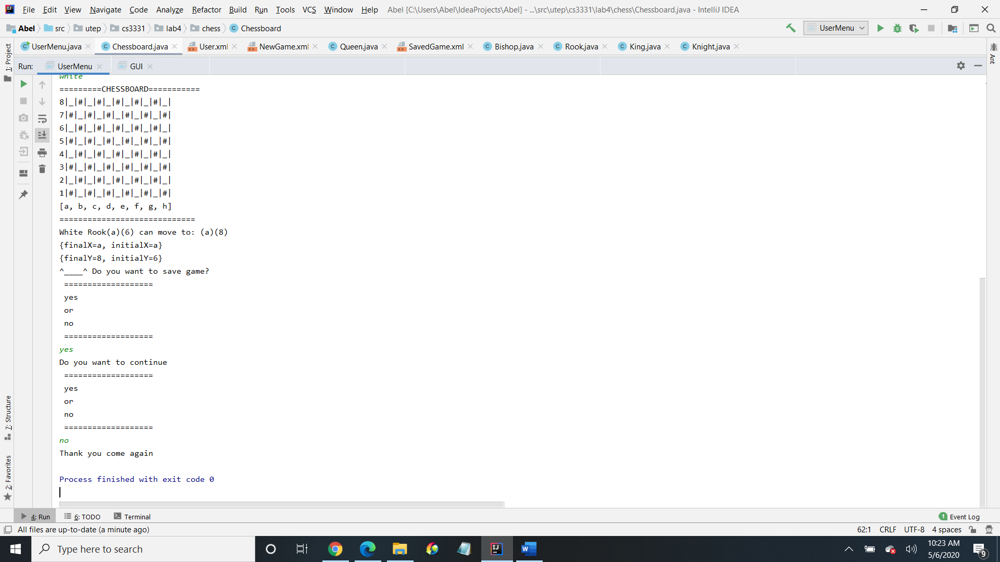 File Edit View Navigate Code Analyze Refactor Build Run Tools VCS Window Help Abel [C:\Users\Abel\IdeaProjects\Abel] - ...\src\utep\cs3331\lab4\chess\Chessboard.java - IntelliJ IDEA
Abel src utep cs3331 lab4 chess Chessboard UserMenu
UserMenu.java Chessboard.java User.xml NewGame.xml Queen.java SavedGame.xml Bishop.java Rook.java King.java Knight.java
1: Project
Ant
Run: UserMenu GUI
white
=========CHESSBOARD===========
8|_|#|_|#|_|#|_|#|_|#|_|
7|#|_|#|_|#|_|#|_|#|_|#|
6|_|#|_|#|_|#|_|#|_|#|_|
5|#|_|#|_|#|_|#|_|#|_|#|
4|_|#|_|#|_|#|_|#|_|#|_|
3|#|_|#|_|#|_|#|_|#|_|#|
2|_|#|_|#|_|#|_|#|_|#|_|
1|#|_|#|_|#|_|#|_|#|_|#|
[a, b, c, d, e, f, g, h]
=============================
White Rook(a)(6) can move to: (a)(8)
{finalX=a, initialX=a}
{finalY=8, initialY=6}
^____^ Do you want to save game?
===================
yes
or
no
===================
yes
Do you want to continue
===================
yes
or
no
===================
no
Thank you come again
Process finished with exit code 0
7: Structure
2: Favorites
4: Run 6: TODO Terminal 1 Event Log
All files are up-to-date (a minute ago) 62:1 CRLF UTF-8 4 spaces
Type here to search
10:23 AM
5/6/2020
9